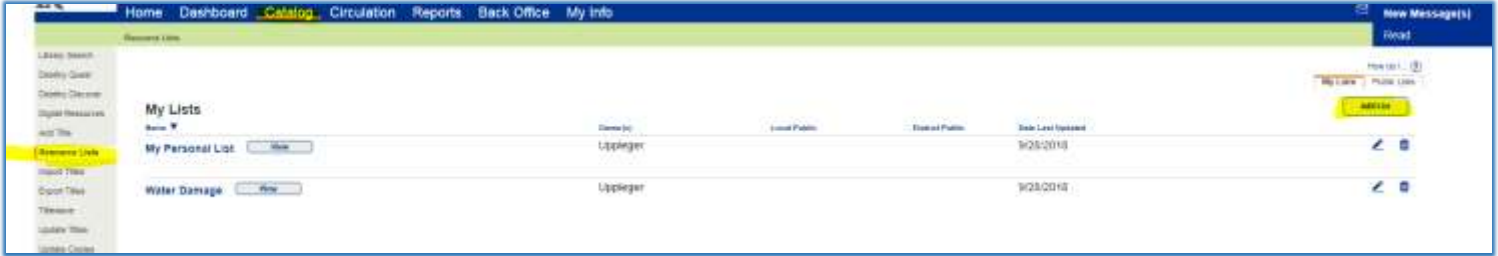 Home Dashboard Catalog Circulation Reports Back Office My Info
New Message(s)
Read
Resource Lists
Library Search
Destiny Quest
Destiny Discover
Digital Resources
Add Title
Resource Lists
Import Titles
Export Titles
Titlewave
Update Titles
Update Copies
How do I...
My Lists Public Lists
Add List
My Lists
Name Owner(s) Local Public District Public Date Last Updated
My Personal List View Uppleger 9/28/2018
Water Damage View Uppleger 9/28/2018